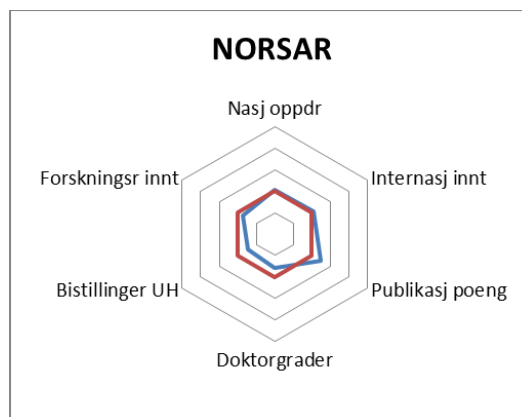 NORSAR
Nasj oppdr
Forskningsr innt
Internasj innt
Bistillinger UH
Publikasj poeng
Doktorgrader